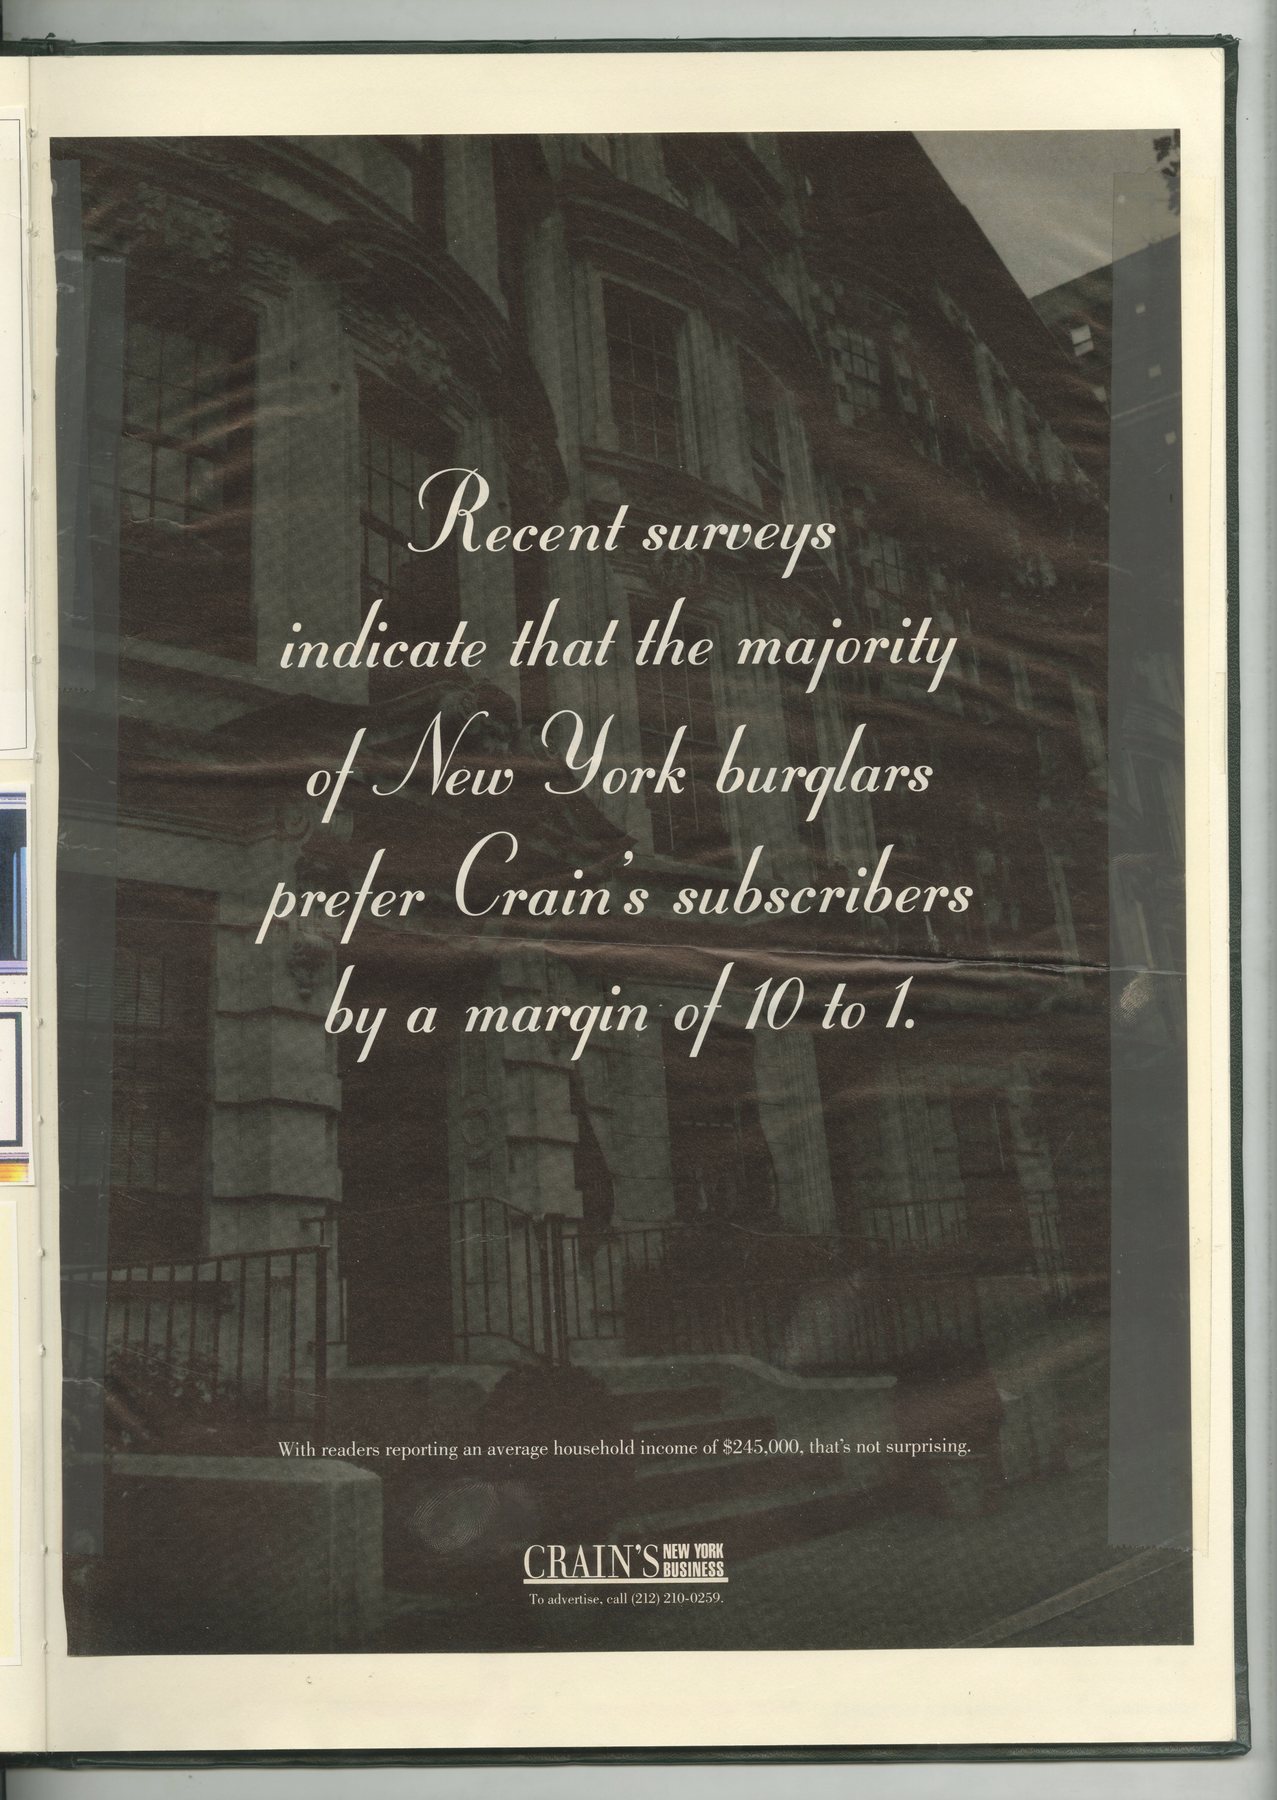 Recent surveys
indicate that the majority
of New York burglars
prefer Crain's subscribers
by a margin of 10 to 1.
With readers reporting an average household income of $245,000, that's not surprising.
CRAIN'S NEW YORK BUSINESS
To advertise, call (212) 210-0259.